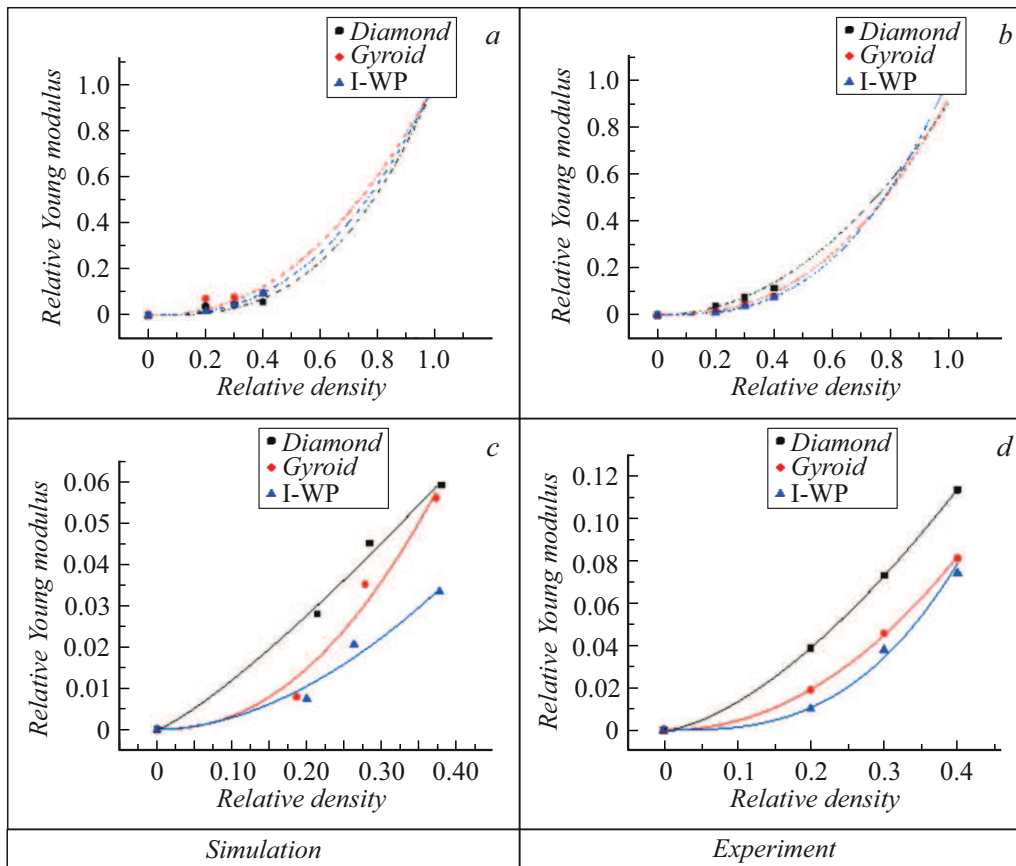 a
Diamond
Gyroid
I-WP
Relative Young modulus
1.0
0.8
0.6
0.4
0.2
0
0 0.2 0.4 0.6 0.8 1.0
Relative density
b
Diamond
Gyroid
I-WP
Relative Young modulus
1.0
0.8
0.6
0.4
0.2
0
0 0.2 0.4 0.6 0.8 1.0
Relative density
c
Diamond
Gyroid
I-WP
Relative Young modulus
0.06
0.05
0.04
0.03
0.02
0.01
0
0 0.10 0.20 0.30 0.40
Relative density
d
Diamond
Gyroid
I-WP
Relative Young modulus
0.12
0.10
0.08
0.06
0.04
0.02
0
0 0.1 0.2 0.3 0.4
Relative density
Simulation
Experiment